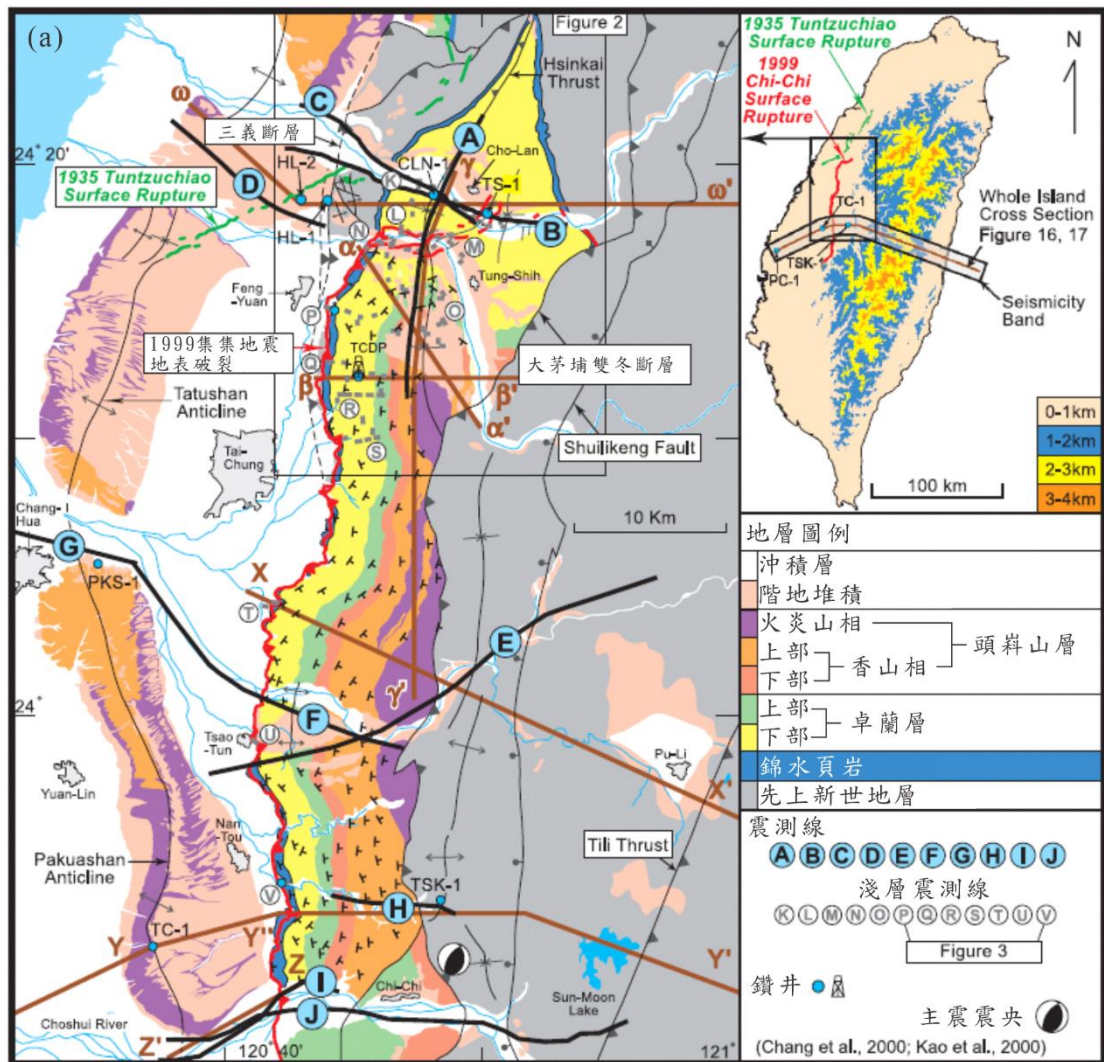 (a)
Figure 2
Hsinkai
Thrust
ω
C
A
三義斷層
24° 20'
HL-2
CLN-1
Cho-Lan
γ
K
TS-1
D
1935 Tuntzuchiao
Surface Rupture
L
ω'
HL-1
N
M
B
α
Tung-Shih
Feng-
Yuan
P
O
1999集集地震
地表破裂
Q
TCDP
大茅埔雙冬斷層
β
β'
Tatushan
Anticline
R
α'
S
Shuilikeng Fault
Tai-
Chung
Chang-
Hua
10 Km
G
PKS-1
X
T
E
γ'
24°
F
Tsao-
Tun
U
Pu-Li
Yuan-Lin
X'
Nan-
Tou
Pakuashan
Anticline
Tili Thrust
V
TSK-1
H
TC-1
Y
Y''
Y'
Z
I
Chi-Chi
Sun-Moon
Lake
J
Choshui River
Z'
120° 40'
121°
1935 Tuntzuchiao
Surface Rupture
1999
Chi-Chi
Surface
Rupture
N
TC-1
Whole Island
Cross Section
Figure 16, 17
TSK-1
PC-1
Seismicity
Band
0-1km
1-2km
2-3km
3-4km
100 km
地層圖例
沖積層
階地堆積
火炎山相
頭嵙山層
上部
香山相
下部
上部
卓蘭層
下部
錦水頁岩
先上新世地層
震測線
A B C D E F G H I J
淺層震測線
K L M N O P Q R S T U V
Figure 3
鑽井
主震震央
(Chang et al., 2000; Kao et al., 2000)